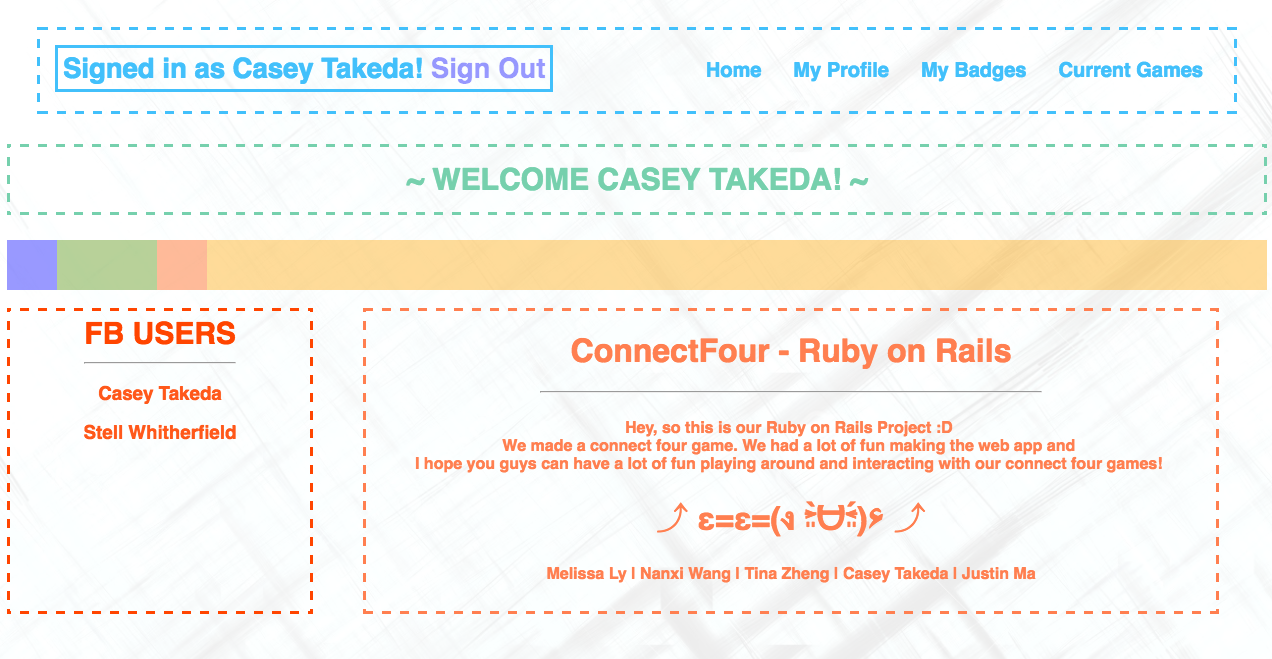 Signed in as Casey Takeda! Sign Out
Home My Profile My Badges Current Games
~ WELCOME CASEY TAKEDA! ~
FB USERS
Casey Takeda
Stell Whitherfield
ConnectFour - Ruby on Rails
Hey, so this is our Ruby on Rails Project :D
We made a connect four game. We had a lot of fun making the web app and
I hope you guys can have a lot of fun playing around and interacting with our connect four games!
⤴ ε=ε=(ง ˃̶͈̀ᗨ˂̶͈́)۶ ⤴
Melissa Ly | Nanxi Wang | Tina Zheng | Casey Takeda | Justin Ma